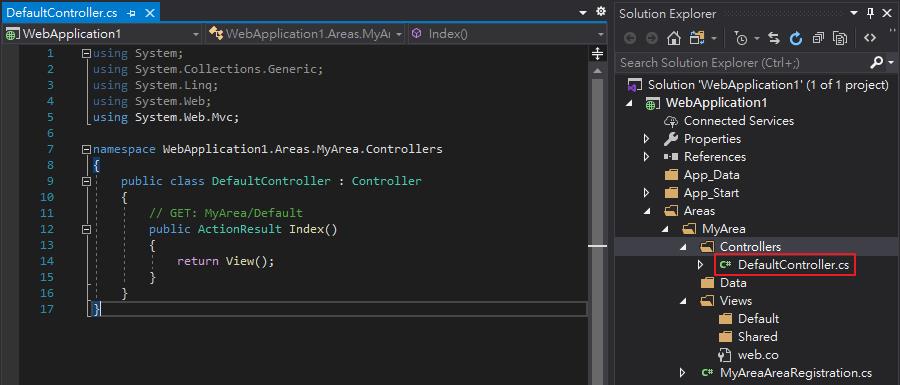 DefaultController.cs
WebApplication1
WebApplication1.Areas.MyAr
Index()
1 using System;
2 using System.Collections.Generic;
3 using System.Linq;
4 using System.Web;
5 using System.Web.Mvc;
6
7 namespace WebApplication1.Areas.MyArea.Controllers
8 {
9 public class DefaultController : Controller
10 {
11 // GET: MyArea/Default
12 public ActionResult Index()
13 {
14 return View();
15 }
16 }
17 }
Solution Explorer
Search Solution Explorer (Ctrl+;)
Solution 'WebApplication1' (1 of 1 project)
WebApplication1
Connected Services
Properties
References
App_Data
App_Start
Areas
MyArea
Controllers
C# DefaultController.cs
Data
Views
Default
Shared
web.co
C# MyAreaAreaRegistration.cs